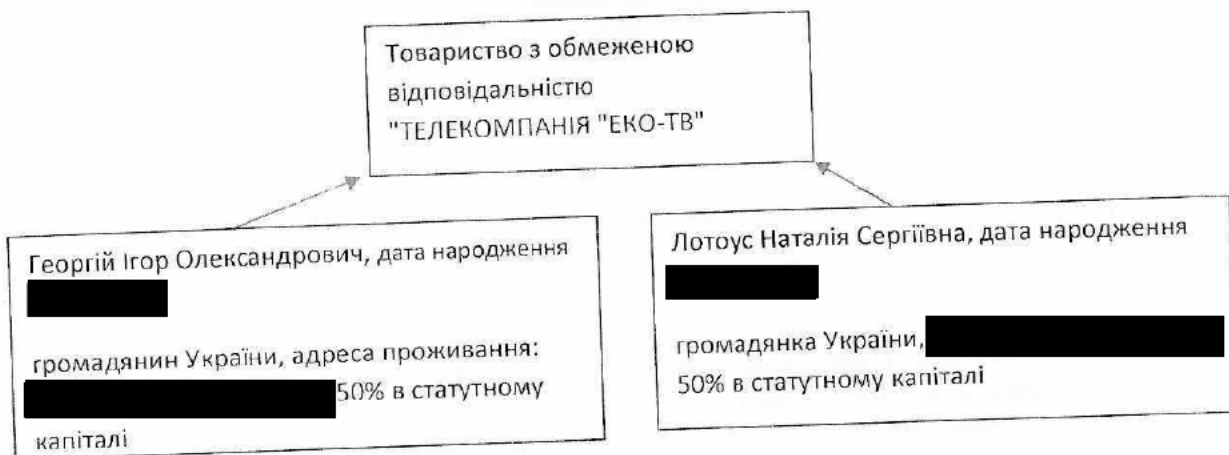 Товариство з обмеженою
відповідальністю
"ТЕЛЕКОМПАНІЯ "ЕКО-ТВ"
Георгій Ігор Олександрович, дата народження
громадянин України, адреса проживання:
50% в статутному
капіталі
Лотоус Наталія Сергіївна, дата народження
громадянка України,
50% в статутному капіталі